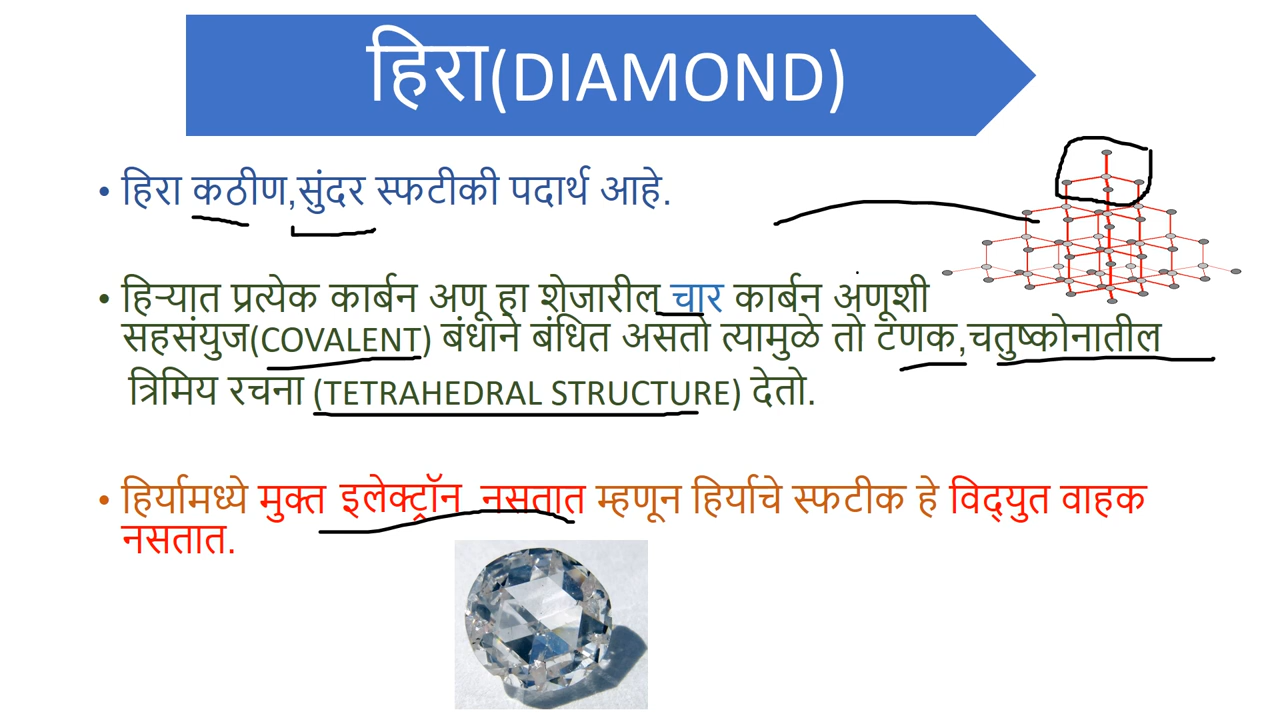 हिरा(DIAMOND)
• हिरा कठीण,सुंदर स्फटीकी पदार्थ आहे.
• हिऱ्यात प्रत्येक कार्बन अणू हा शेजारील चार कार्बन अंणूशी
सहसंयुज(COVALENT) बंधाने बंधित असतो त्यामुळे तो टणक,चतुष्कोनातील
त्रिमिय रचना (TETRAHEDRAL STRUCTURE) देतो.
• हिर्यामध्ये मुक्त इलेक्ट्रॉन नसतात म्हणून हिर्याचे स्फटीक हे विद्युत वाहक
नसतात.